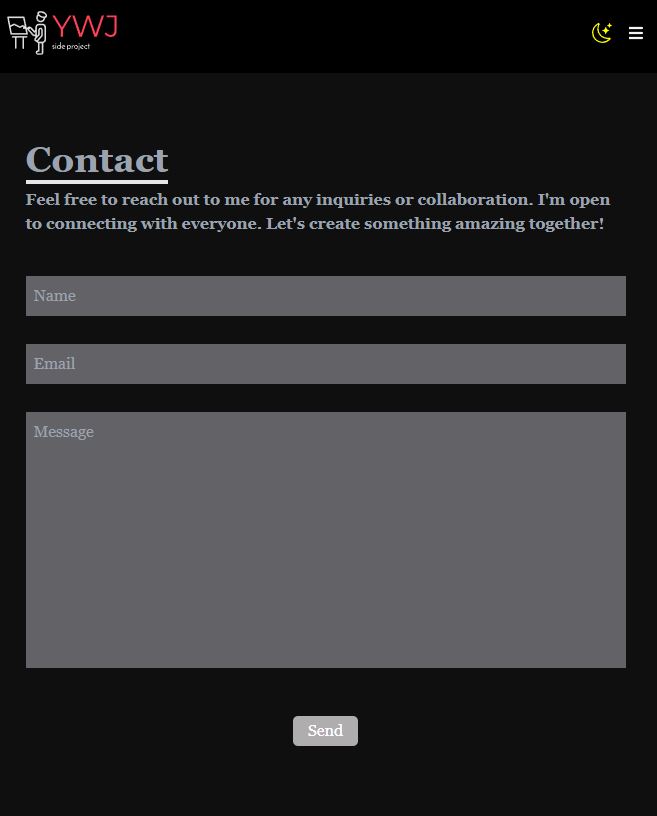 YWJ
side project
Contact
Feel free to reach out to me for any inquiries or collaboration. I'm open
to connecting with everyone. Let's create something amazing together!
Name
Email
Message
Send